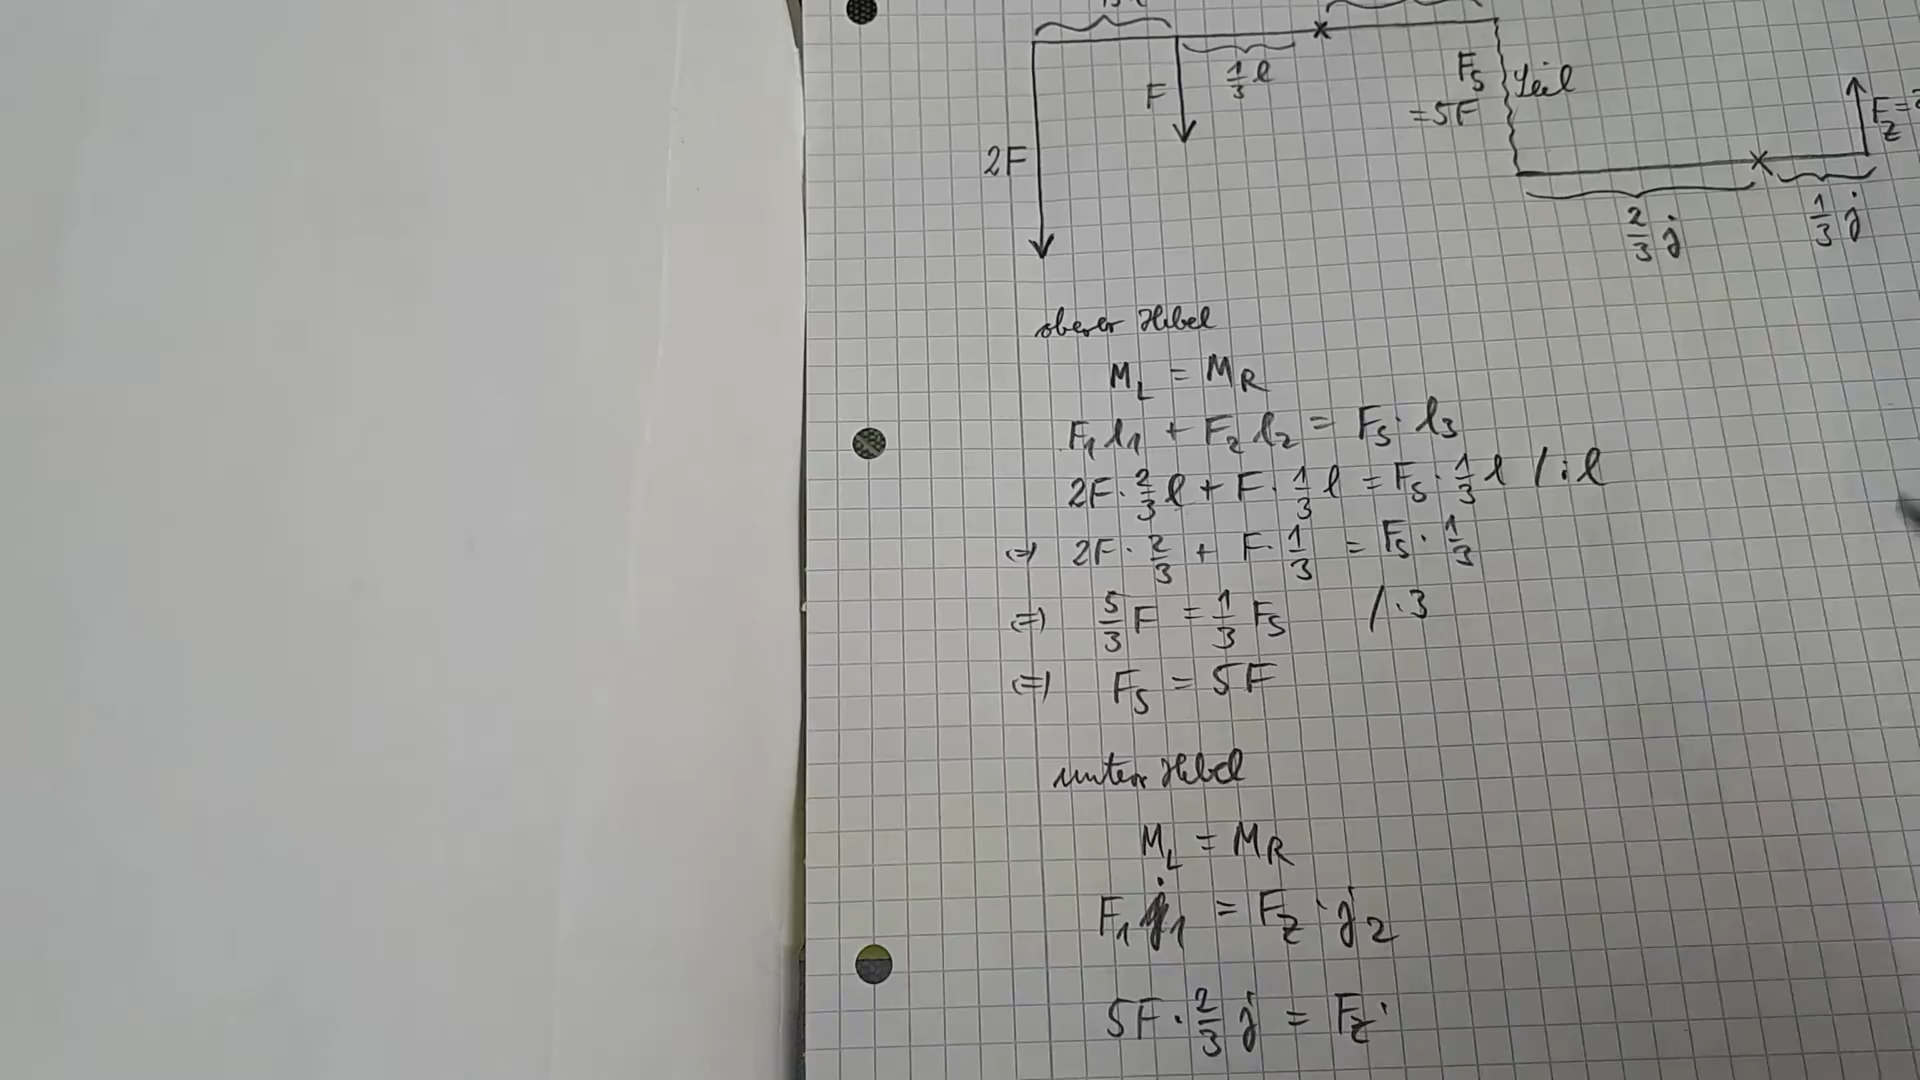 F
1/3 l
F_S
= 5F
Seil
F_Z =
2F
2/3 j
1/3 j
oberer Hebel
M_L = M_R
F_1 l_1 + F_2 l_2 = F_S · l_3
2F · 2/3 l + F · 1/3 l = F_S · 1/3 l / : l
⇔ 2F · 2/3 + F · 1/3 = F_S · 1/3
⇔ 5/3 F = 1/3 F_S / · 3
⇔ F_S = 5F
unterer Hebel
M_L = M_R
F_1 j_1 = F_Z · j_2
5F · 2/3 j = F_Z ·